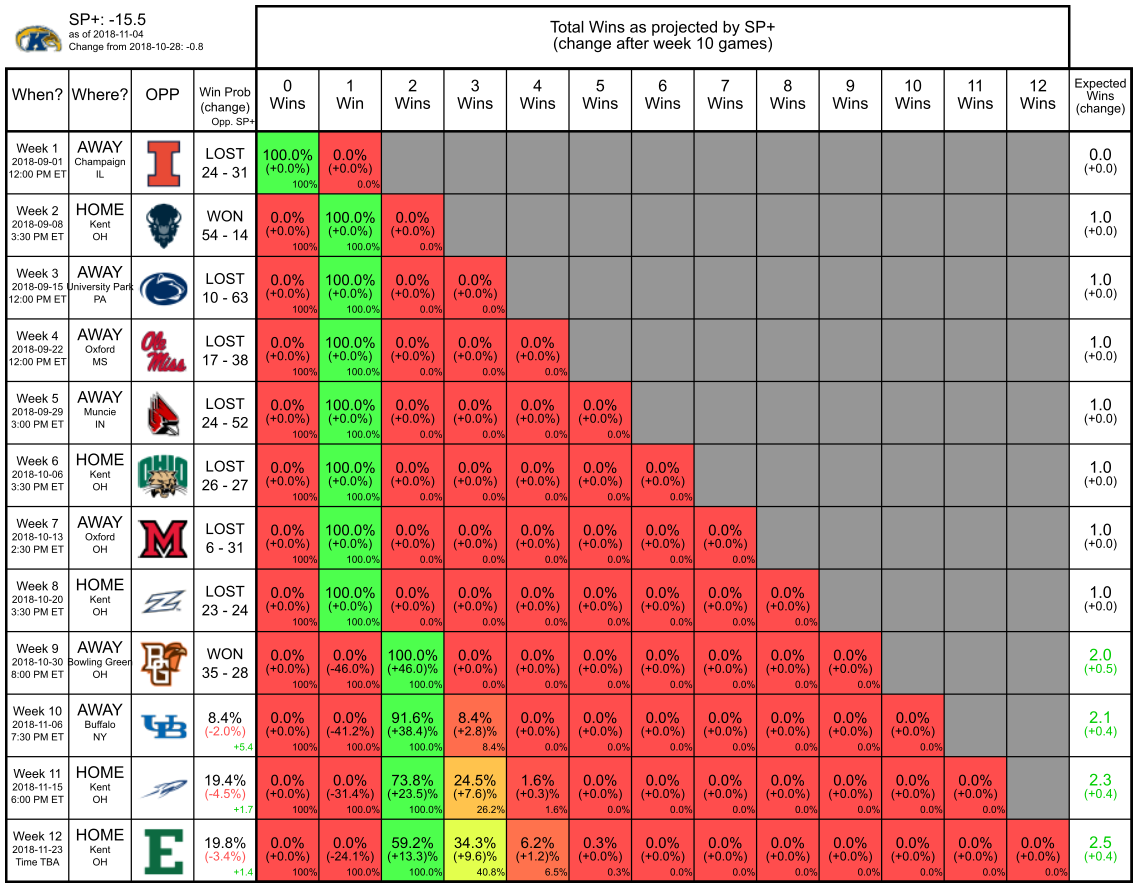 SP+: -15.5
as of 2018-11-04
Change from 2018-10-28: -0.8
Total Wins as projected by SP+
(change after week 10 games)
When? Where? OPP Win Prob (change) Opp. SP+ 0 Wins 1 Win 2 Wins 3 Wins 4 Wins 5 Wins 6 Wins 7 Wins 8 Wins 9 Wins 10 Wins 11 Wins 12 Wins Expected Wins (change)
Week 1 AWAY I LOST 100.0% 0.0% 0.0
2018-09-01 Champaign (+0.0%) (+0.0%) (+0.0)
12:00 PM ET IL 24 - 31 100% 0.0%
Week 2 HOME WON 0.0% 100.0% 0.0% 1.0
2018-09-08 Kent (+0.0%) (+0.0%) (+0.0%) (+0.0)
3:30 PM ET OH 54 - 14 100% 100.0% 0.0%
Week 3 AWAY LOST 0.0% 100.0% 0.0% 0.0% 1.0
2018-09-15 University Park (+0.0%) (+0.0%) (+0.0%) (+0.0%) (+0.0)
12:00 PM ET PA 10 - 63 100% 100.0% 0.0% 0.0%
Week 4 AWAY Ole Miss LOST 0.0% 100.0% 0.0% 0.0% 0.0% 1.0
2018-09-22 Oxford (+0.0%) (+0.0%) (+0.0%) (+0.0%) (+0.0%) (+0.0)
12:00 PM ET MS 17 - 38 100% 100.0% 0.0% 0.0% 0.0%
Week 5 AWAY LOST 0.0% 100.0% 0.0% 0.0% 0.0% 0.0% 1.0
2018-09-29 Muncie (+0.0%) (+0.0%) (+0.0%) (+0.0%) (+0.0%) (+0.0%) (+0.0)
3:00 PM ET IN 24 - 52 100% 100.0% 0.0% 0.0% 0.0% 0.0%
Week 6 HOME OHIO LOST 0.0% 100.0% 0.0% 0.0% 0.0% 0.0% 0.0% 1.0
2018-10-06 Kent (+0.0%) (+0.0%) (+0.0%) (+0.0%) (+0.0%) (+0.0%) (+0.0%) (+0.0)
3:30 PM ET OH 26 - 27 100% 100.0% 0.0% 0.0% 0.0% 0.0% 0.0%
Week 7 AWAY M LOST 0.0% 100.0% 0.0% 0.0% 0.0% 0.0% 0.0% 0.0% 1.0
2018-10-13 Oxford (+0.0%) (+0.0%) (+0.0%) (+0.0%) (+0.0%) (+0.0%) (+0.0%) (+0.0%) (+0.0)
2:30 PM ET OH 6 - 31 100% 100.0% 0.0% 0.0% 0.0% 0.0% 0.0% 0.0%
Week 8 HOME LOST 0.0% 100.0% 0.0% 0.0% 0.0% 0.0% 0.0% 0.0% 0.0% 1.0
2018-10-20 Kent (+0.0%) (+0.0%) (+0.0%) (+0.0%) (+0.0%) (+0.0%) (+0.0%) (+0.0%) (+0.0%) (+0.0)
3:30 PM ET OH 23 - 24 100% 100.0% 0.0% 0.0% 0.0% 0.0% 0.0% 0.0% 0.0%
Week 9 AWAY BG WON 0.0% 0.0% 100.0% 0.0% 0.0% 0.0% 0.0% 0.0% 0.0% 0.0% 2.0
2018-10-30 Bowling Green (+0.0%) (-46.0%) (+46.0)% (+0.0%) (+0.0%) (+0.0%) (+0.0%) (+0.0%) (+0.0%) (+0.0%) (+0.5)
8:00 PM ET OH 35 - 28 100% 100.0% 100.0% 0.0% 0.0% 0.0% 0.0% 0.0% 0.0% 0.0%
Week 10 AWAY UB 8.4% 0.0% 0.0% 91.6% 8.4% 0.0% 0.0% 0.0% 0.0% 0.0% 0.0% 0.0% 2.1
2018-11-06 Buffalo (-2.0%) (+0.0%) (-41.2%) (+38.4)% (+2.8)% (+0.0%) (+0.0%) (+0.0%) (+0.0%) (+0.0%) (+0.0%) (+0.0%) (+0.4)
7:30 PM ET NY +5.4 100% 100.0% 100.0% 8.4% 0.0% 0.0% 0.0% 0.0% 0.0% 0.0% 0.0%
Week 11 HOME 19.4% 0.0% 0.0% 73.8% 24.5% 1.6% 0.0% 0.0% 0.0% 0.0% 0.0% 0.0% 0.0% 2.3
2018-11-15 Kent (-4.5%) (+0.0%) (-31.4%) (+23.5)% (+7.6)% (+0.3)% (+0.0%) (+0.0%) (+0.0%) (+0.0%) (+0.0%) (+0.0%) (+0.0%) (+0.4)
6:00 PM ET OH +1.7 100% 100.0% 100.0% 26.2% 1.6% 0.0% 0.0% 0.0% 0.0% 0.0% 0.0% 0.0%
Week 12 HOME E 19.8% 0.0% 0.0% 59.2% 34.3% 6.2% 0.3% 0.0% 0.0% 0.0% 0.0% 0.0% 0.0% 0.0% 2.5
2018-11-23 Kent (-3.4%) (+0.0%) (-24.1%) (+13.3)% (+9.6)% (+1.2)% (+0.0%) (+0.0%) (+0.0%) (+0.0%) (+0.0%) (+0.0%) (+0.0%) (+0.0%) (+0.4)
Time TBA OH +1.4 100% 100.0% 100.0% 40.8% 6.5% 0.3% 0.0% 0.0% 0.0% 0.0% 0.0% 0.0% 0.0%